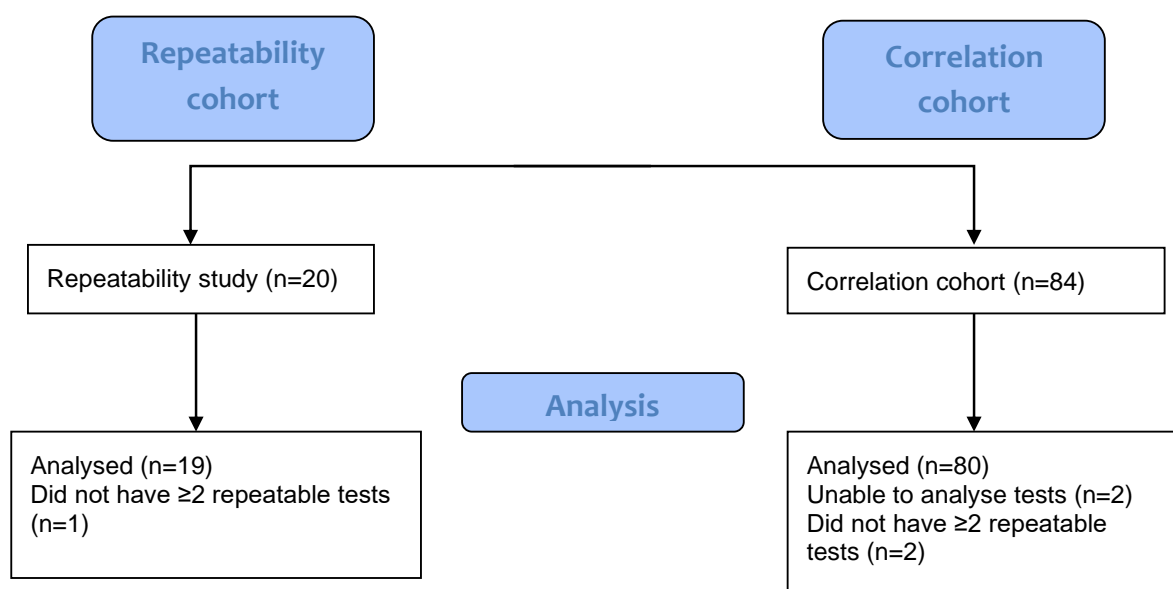 Repeatability
cohort
Correlation
cohort
Repeatability study (n=20)
Correlation cohort (n=84)
Analysis
Analysed (n=19)
Did not have ≥2 repeatable tests
(n=1)
Analysed (n=80)
Unable to analyse tests (n=2)
Did not have ≥2 repeatable
tests (n=2)